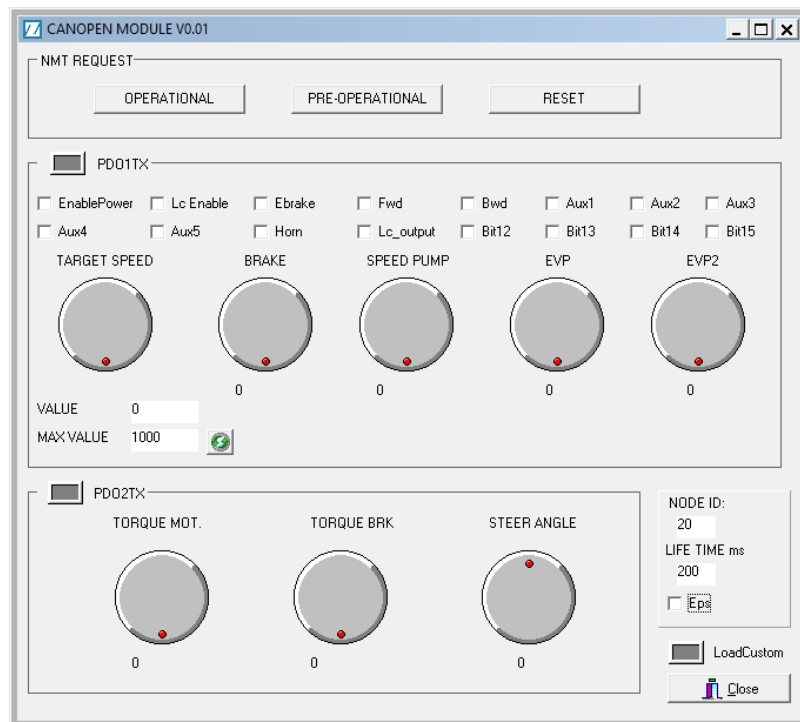 CANOPEN MODULE V0.01
NMT REQUEST
OPERATIONAL PRE-OPERATIONAL RESET
PDO1TX
EnablePower Lc Enable Ebrake Fwd Bwd Aux1 Aux2 Aux3
Aux4 Aux5 Horn Lc_output Bit12 Bit13 Bit14 Bit15
TARGET SPEED BRAKE SPEED PUMP EVP EVP2
0 0 0 0
VALUE 0
MAX VALUE 1000
PDO2TX
TORQUE MOT. TORQUE BRK. STEER ANGLE
0 0 0
NODE ID:
20
LIFE TIME ms
200
Eps
LoadCustom
Close